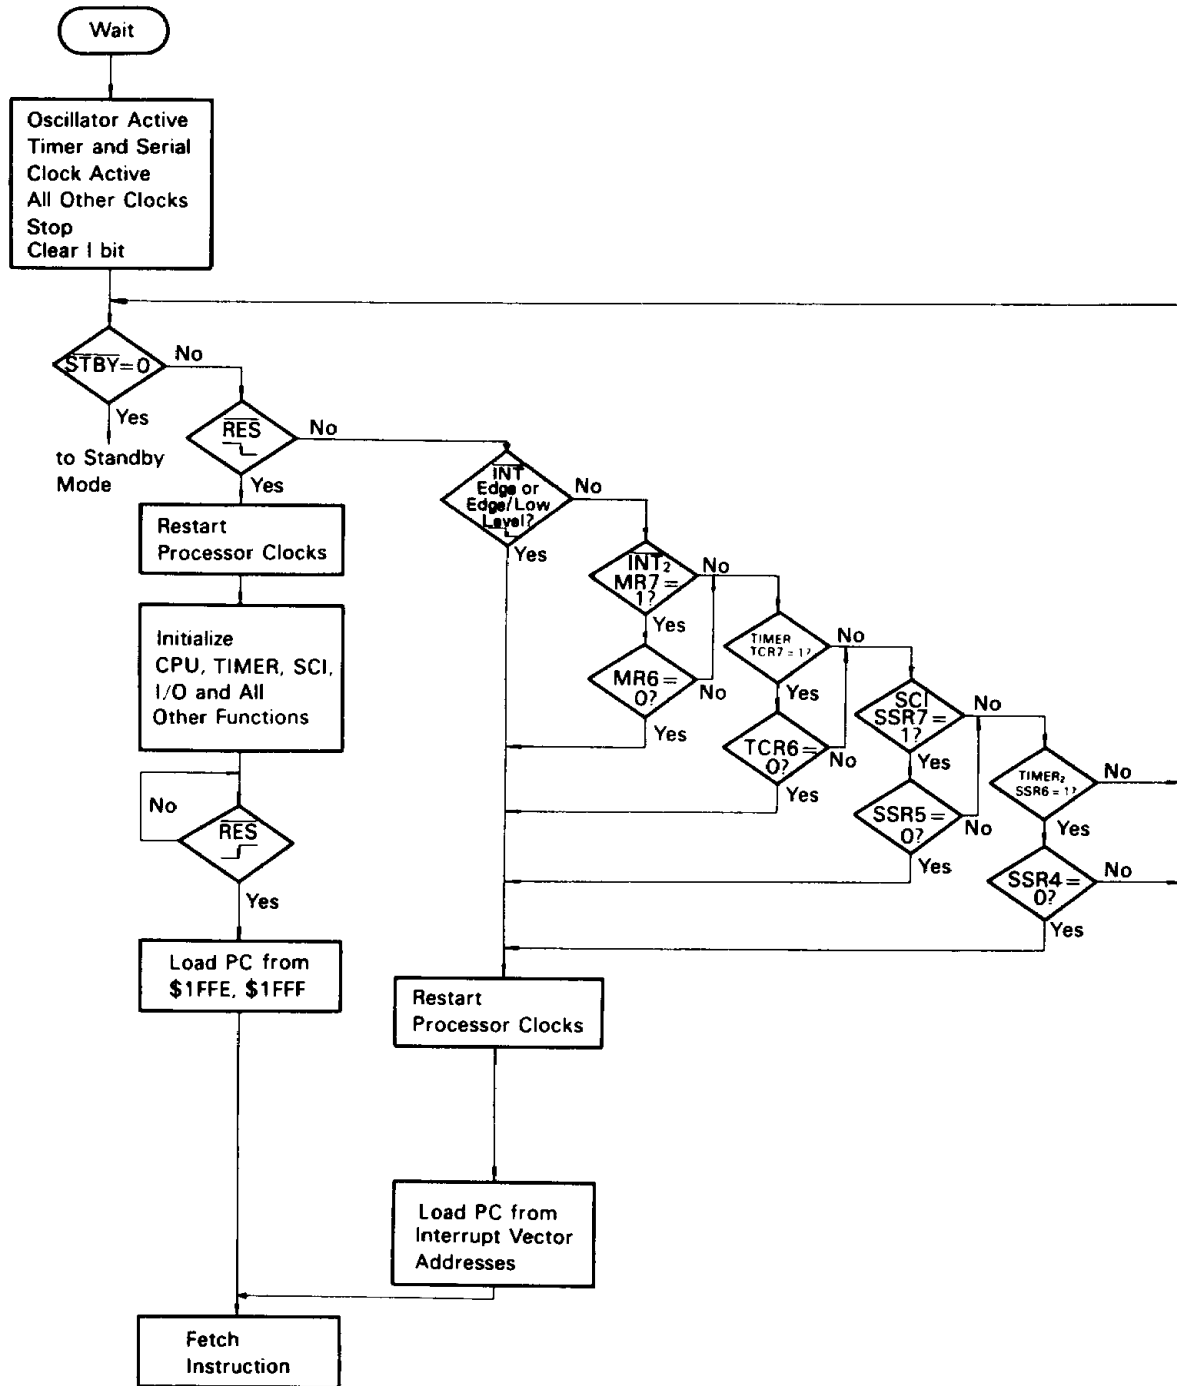 Wait
Oscillator Active
Timer and Serial
Clock Active
All Other Clocks
Stop
Clear I bit
STBY=0
No
Yes
to Standby
Mode
RES
No
Yes
Restart
Processor Clocks
Initialize
CPU, TIMER, SCI,
I/O and All
Other Functions
No
RES
Yes
Load PC from
$1FFE, $1FFF
INT
Edge or
Edge/Low
Level?
No
Yes
INT2
MR7=
1?
No
Yes
MR6=
0?
No
Yes
TIMER
TCR7=1?
No
Yes
TCR6=
0?
No
Yes
SCI
SSR7=
1?
No
Yes
SSR5=
0?
No
Yes
TIMER2
SSR6=1?
No
Yes
SSR4=
0?
No
Yes
Restart
Processor Clocks
Load PC from
Interrupt Vector
Addresses
Fetch
Instruction